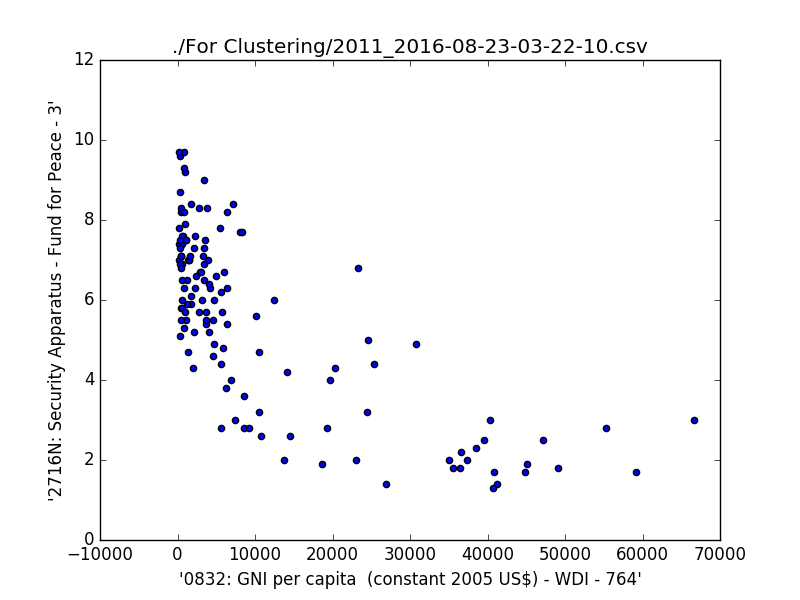 ./For Clustering/2011_2016-08-23-03-22-10.csv
12
10
8
6
4
2
0
'2716N: Security Apparatus - Fund for Peace - 3'
−10000 0 10000 20000 30000 40000 50000 60000 70000
'0832: GNI per capita  (constant 2005 US$) - WDI - 764'